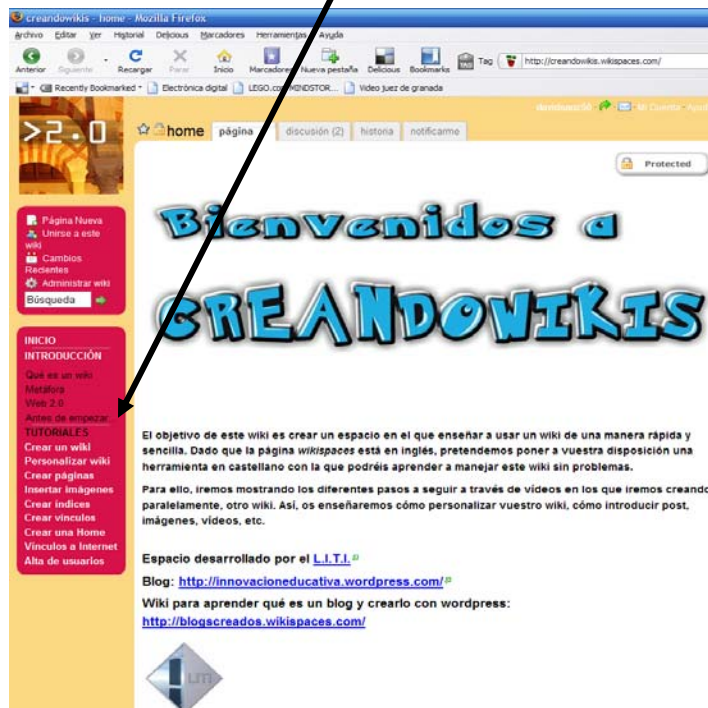 creandowikis - home - Mozilla Firefox
Archivo Editar Ver Historial Delicious Marcadores Herramientas Ayuda
Anterior Siguiente Recargar Parar Inicio Marcadores Nueva pestaña Delicious Bookmarks TAG Tag http://creandowikis.wikispaces.com/
Recently Bookmarked Electrónica digital LEGO.com MINDSTOR... Video juez de granada
Mi Cuenta
>2.0
home página discusión (2) historia notificarme
Protected
Página Nueva
Unirse a este
wiki
Cambios
Recientes
Administrar wiki
Búsqueda
INICIO
INTRODUCCIÓN
Qué es un wiki
Metáfora
Web 2.0
Antes de empezar...
TUTORIALES
Crear un wiki
Personalizar wiki
Crear páginas
Insertar imágenes
Crear índices
Crear vínculos
Crear una Home
Vínculos a Internet
Alta de usuarios
Bienvenidos a
CREANDOWIKIS
El objetivo de este wiki es crear un espacio en el que enseñar a usar un wiki de una manera rápida y
sencilla. Dado que la página wikispaces está en inglés, pretendemos poner a vuestra disposición una
herramienta en castellano con la que podréis aprender a manejar este wiki sin problemas.
Para ello, iremos mostrando los diferentes pasos a seguir a través de vídeos en los que iremos creando
paralelamente, otro wiki. Así, os enseñaremos cómo personalizar vuestro wiki, cómo introducir post,
imágenes, vídeos, etc.
Espacio desarrollado por el L.I.T.I.
Blog: http://innovacioneducativa.wordpress.com/
Wiki para aprender qué es un blog y crearlo con wordpress:
http://blogscreados.wikispaces.com/